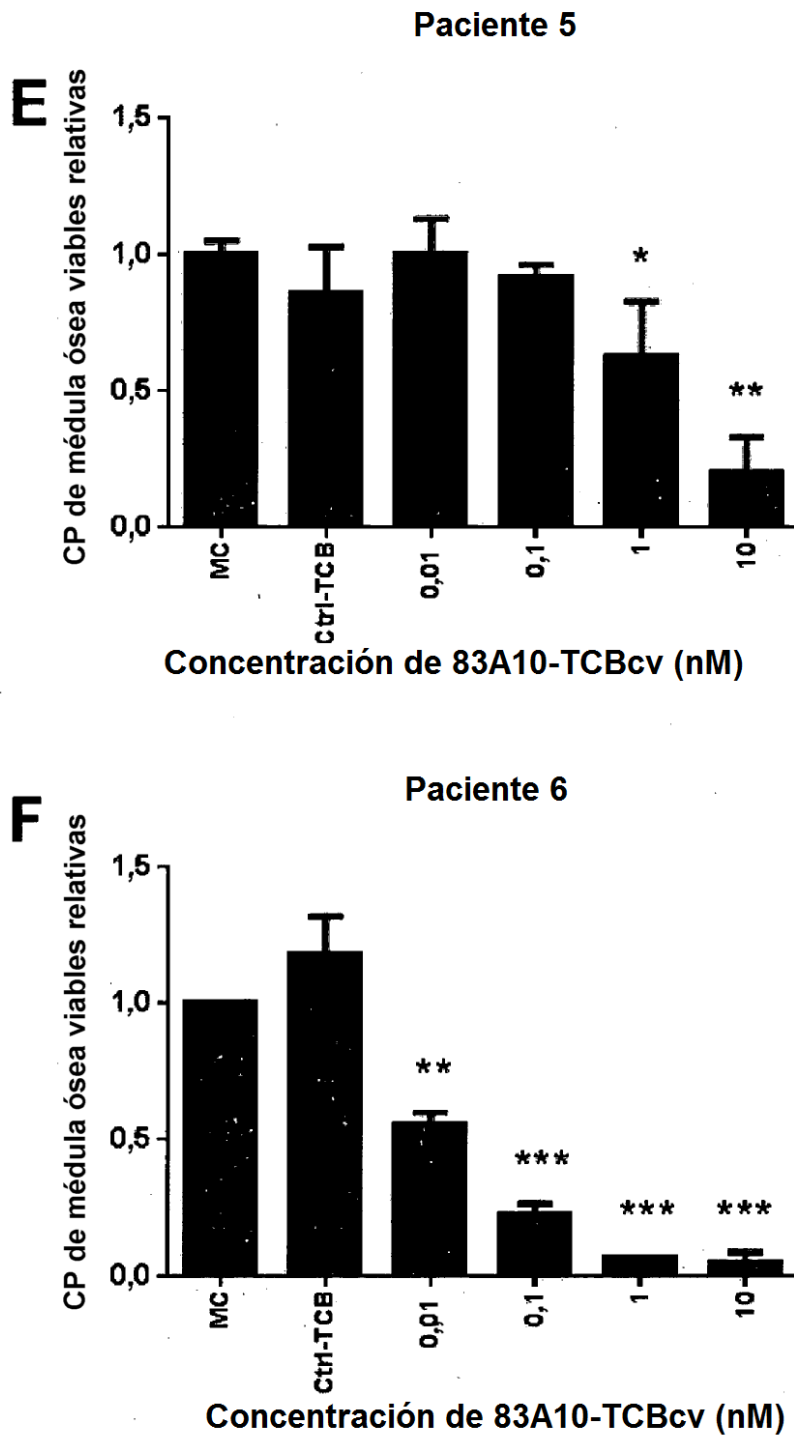 Paciente 5
E
CP de médula ósea viables relativas
1,5
1,0
0,5
0,0
*
**
MC
Ctrl-TCB
0,01
0,1
1
10
Concentración de 83A10-TCBcv (nM)
Paciente 6
F
CP de médula ósea viables relativas
1,5
1,0
0,5
0,0
**
***
***
***
MC
Ctrl-TCB
0,01
0,1
1
10
Concentración de 83A10-TCBcv (nM)